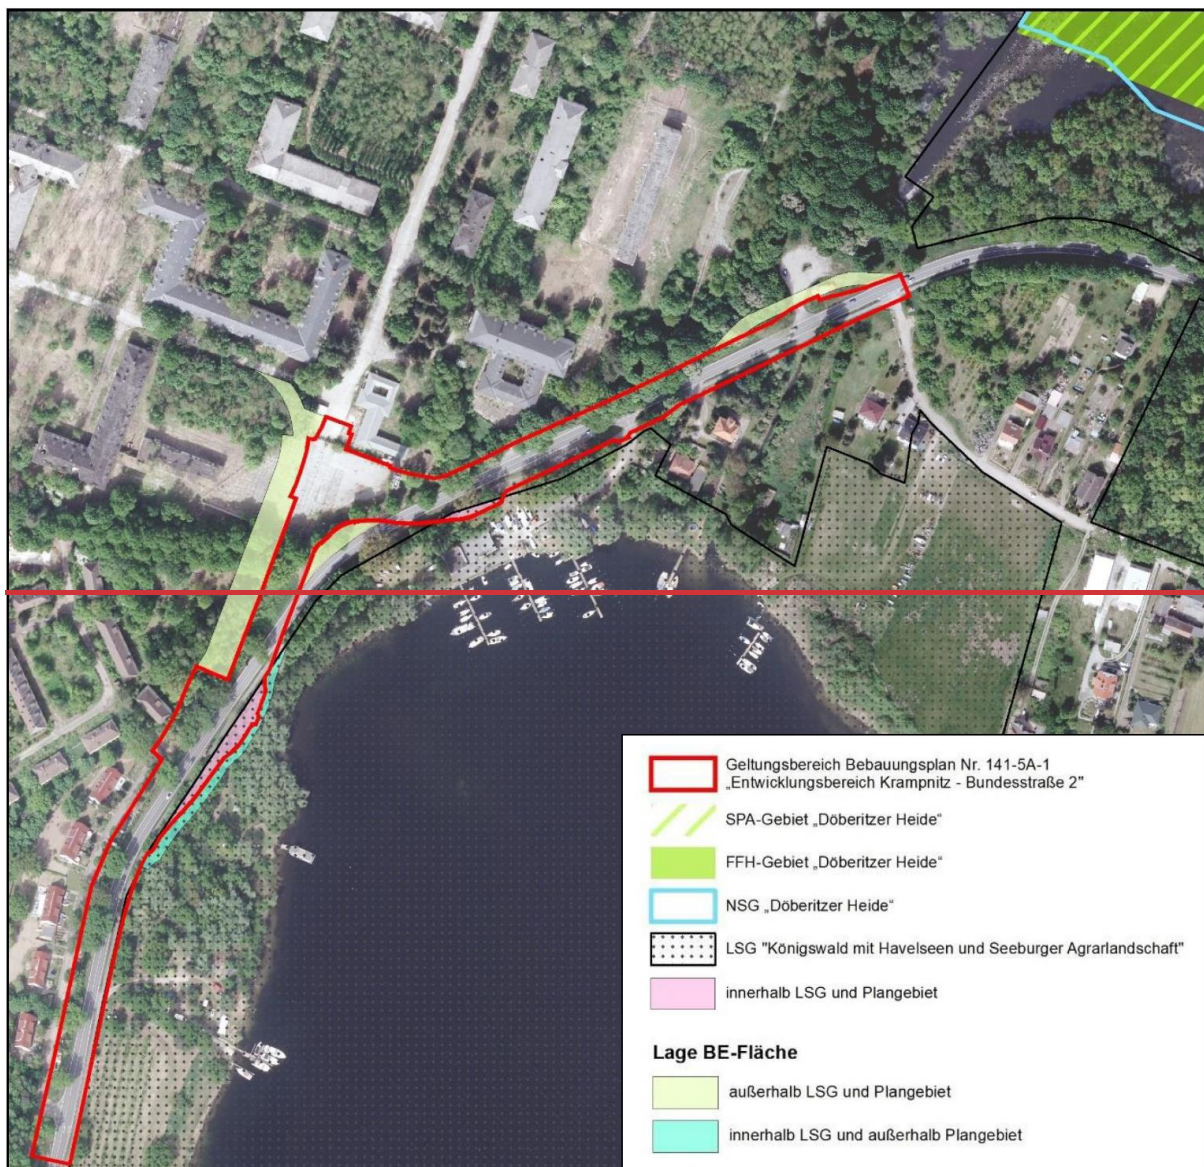 Geltungsbereich Bebauungsplan Nr. 141-5A-1
„Entwicklungsbereich Krampnitz - Bundesstraße 2"
SPA-Gebiet „Döberitzer Heide“
FFH-Gebiet „Döberitzer Heide“
NSG „Döberitzer Heide“
LSG "Königswald mit Havelseen und Seeburger Agrarlandschaft"
innerhalb LSG und Plangebiet
Lage BE-Fläche
außerhalb LSG und Plangebiet
innerhalb LSG und außerhalb Plangebiet